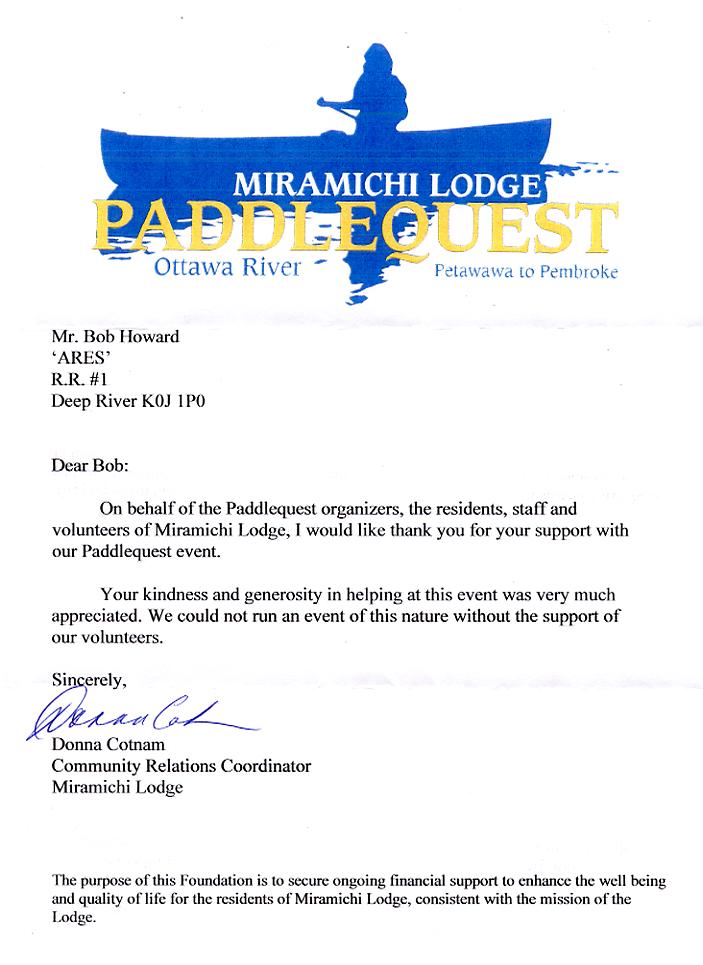 MIRAMICHI LODGE
PADDLEQUEST
Ottawa River Petawawa to Pembroke
Mr. Bob Howard
‘ARES’
R.R. #1
Deep River K0J 1P0
Dear Bob:
On behalf of the Paddlequest organizers, the residents, staff and
volunteers of Miramichi Lodge, I would like thank you for your support with
our Paddlequest event.
Your kindness and generosity in helping at this event was very much
appreciated. We could not run an event of this nature without the support of
our volunteers.
Sincerely,
Donna Cotnam
Community Relations Coordinator
Miramichi Lodge
The purpose of this Foundation is to secure ongoing financial support to enhance the well being
and quality of life for the residents of Miramichi Lodge, consistent with the mission of the
Lodge.